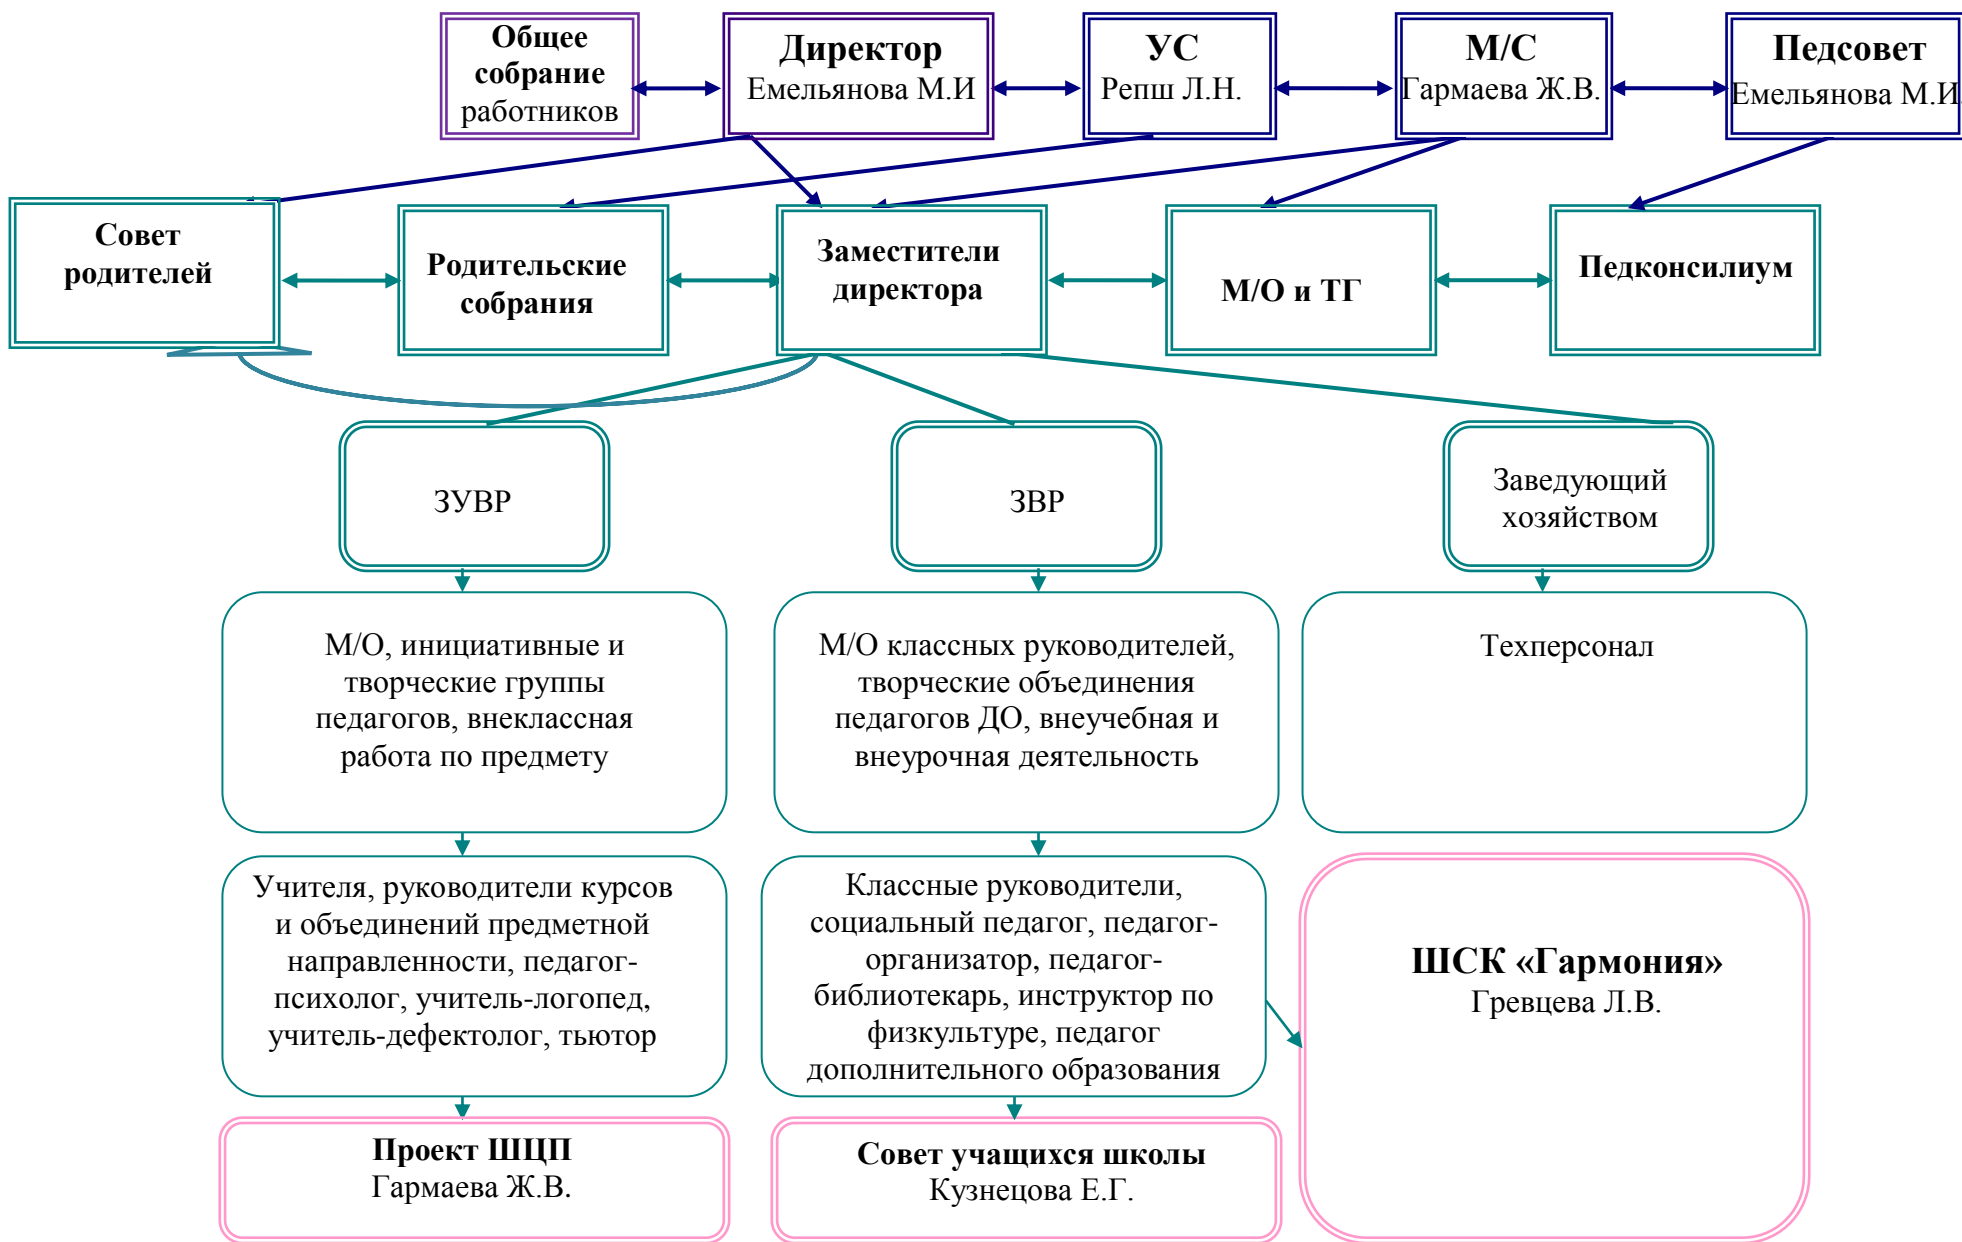 Общее
собрание
работников
Директор
Емельянова М.И
УС
Репш Л.Н.
М/С
Гармаева Ж.В.
Педсовет
Емельянова М.И.
Совет
родителей
Родительские
собрания
Заместители
директора
М/О и ТГ
Педконсилиум
ЗУВР
ЗВР
Заведующий
хозяйством
М/О, инициативные и
творческие группы
педагогов, внеклассная
работа по предмету
М/О классных руководителей,
творческие объединения
педагогов ДО, внеучебная и
внеурочная деятельность
Техперсонал
Учителя, руководители курсов
и объединений предметной
направленности, педагог-
психолог, учитель-логопед,
учитель-дефектолог, тьютор
Классные руководители,
социальный педагог, педагог-
организатор, педагог-
библиотекарь, инструктор по
физкультуре, педагог
дополнительного образования
ШСК «Гармония»
Гревцева Л.В.
Проект ШЦП
Гармаева Ж.В.
Совет учащихся школы
Кузнецова Е.Г.